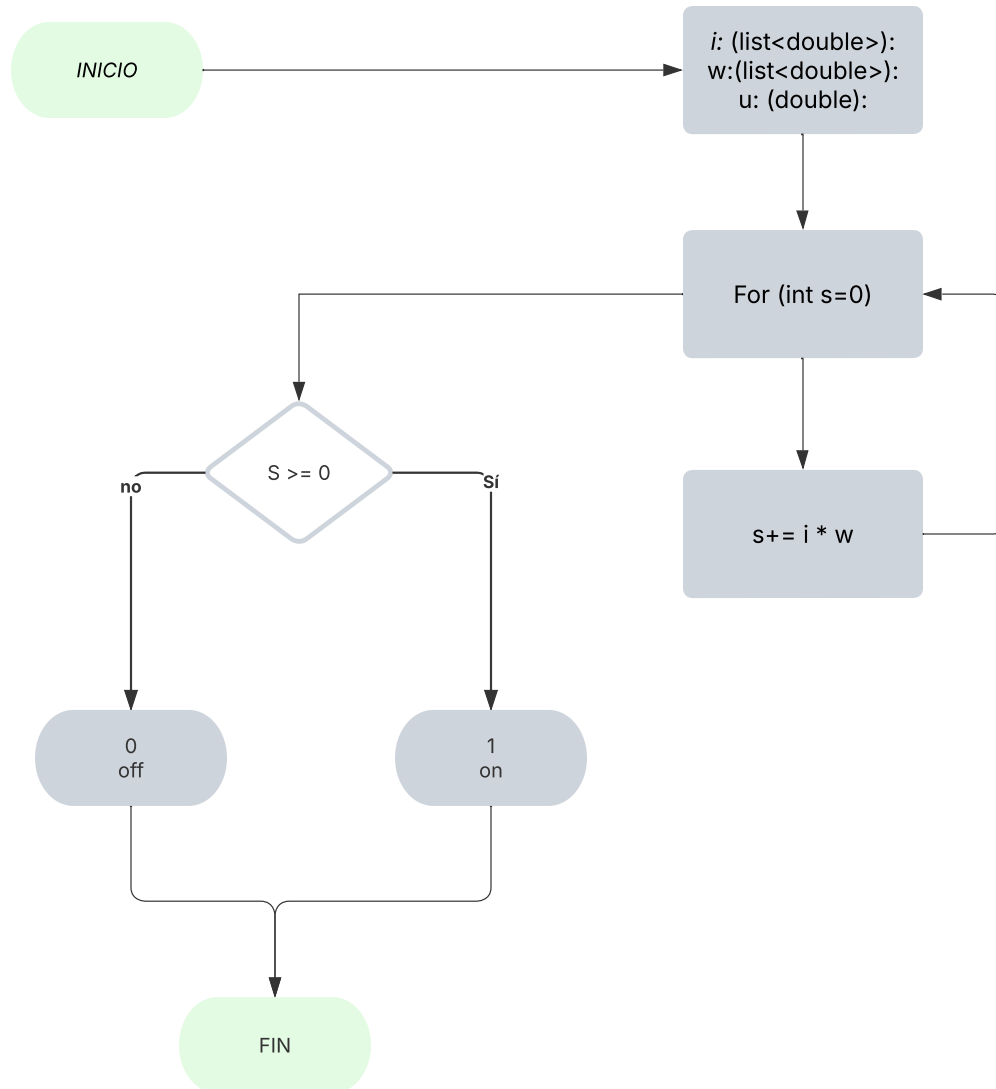 INICIO
i: (list<double>):
w:(list<double>):
u: (double):
For (int s=0)
S >= 0
no
Sí
s+= i * w
0
off
1
on
FIN